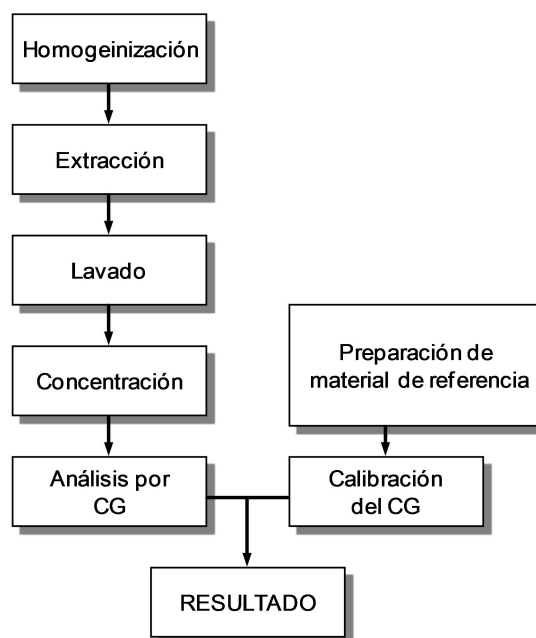 Homogeinización
Extracción
Lavado
Concentración
Análisis por
CG
Preparación de
material de referencia
Calibración
del CG
RESULTADO